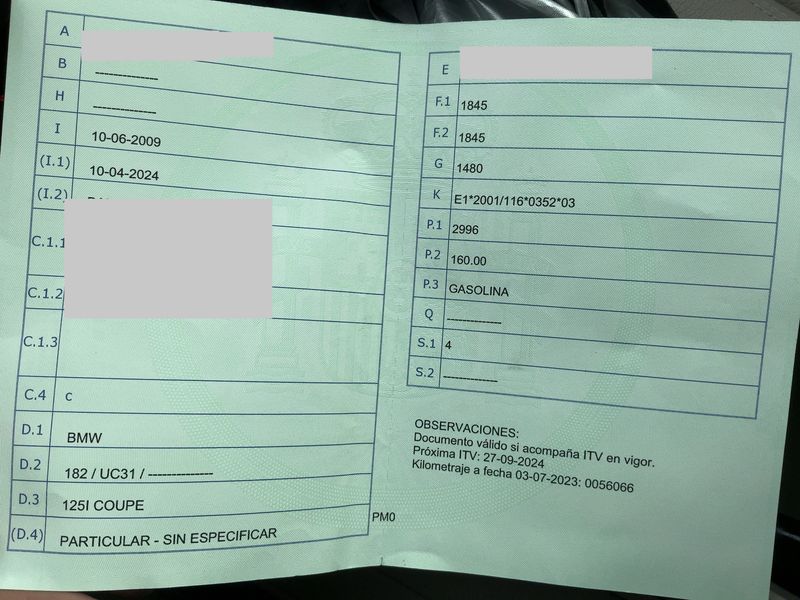 A
B -------------
H -------------
I 10-06-2009
(I.1) 10-04-2024
(I.2)
C.1.1
C.1.2
C.1.3
C.4 c
D.1 BMW
D.2 182 / UC31 / -------------
D.3 125I COUPE
(D.4) PARTICULAR - SIN ESPECIFICAR
PM0
E
F.1 1845
F.2 1845
G 1480
K E1*2001/116*0352*03
P.1 2996
P.2 160.00
P.3 GASOLINA
Q -------------
S.1 4
S.2 -------------
OBSERVACIONES:
Documento válido si acompaña ITV en vigor.
Próxima ITV: 27-09-2024
Kilometraje a fecha 03-07-2023: 0056066